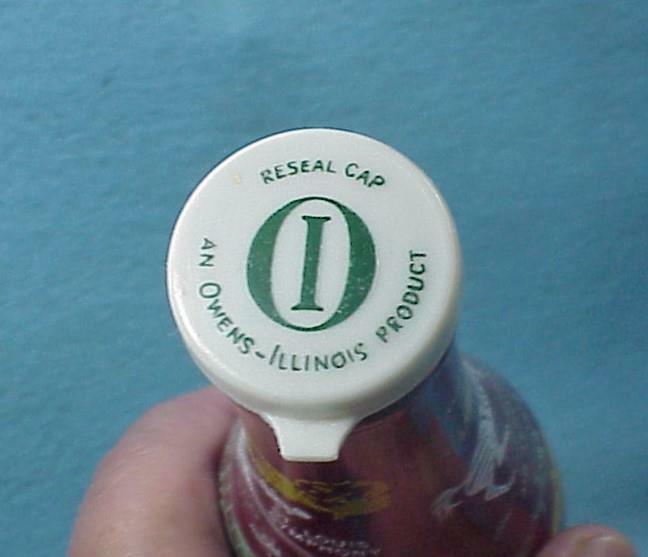 RESEAL CAP
OI
AN OWENS-ILLINOIS PRODUCT